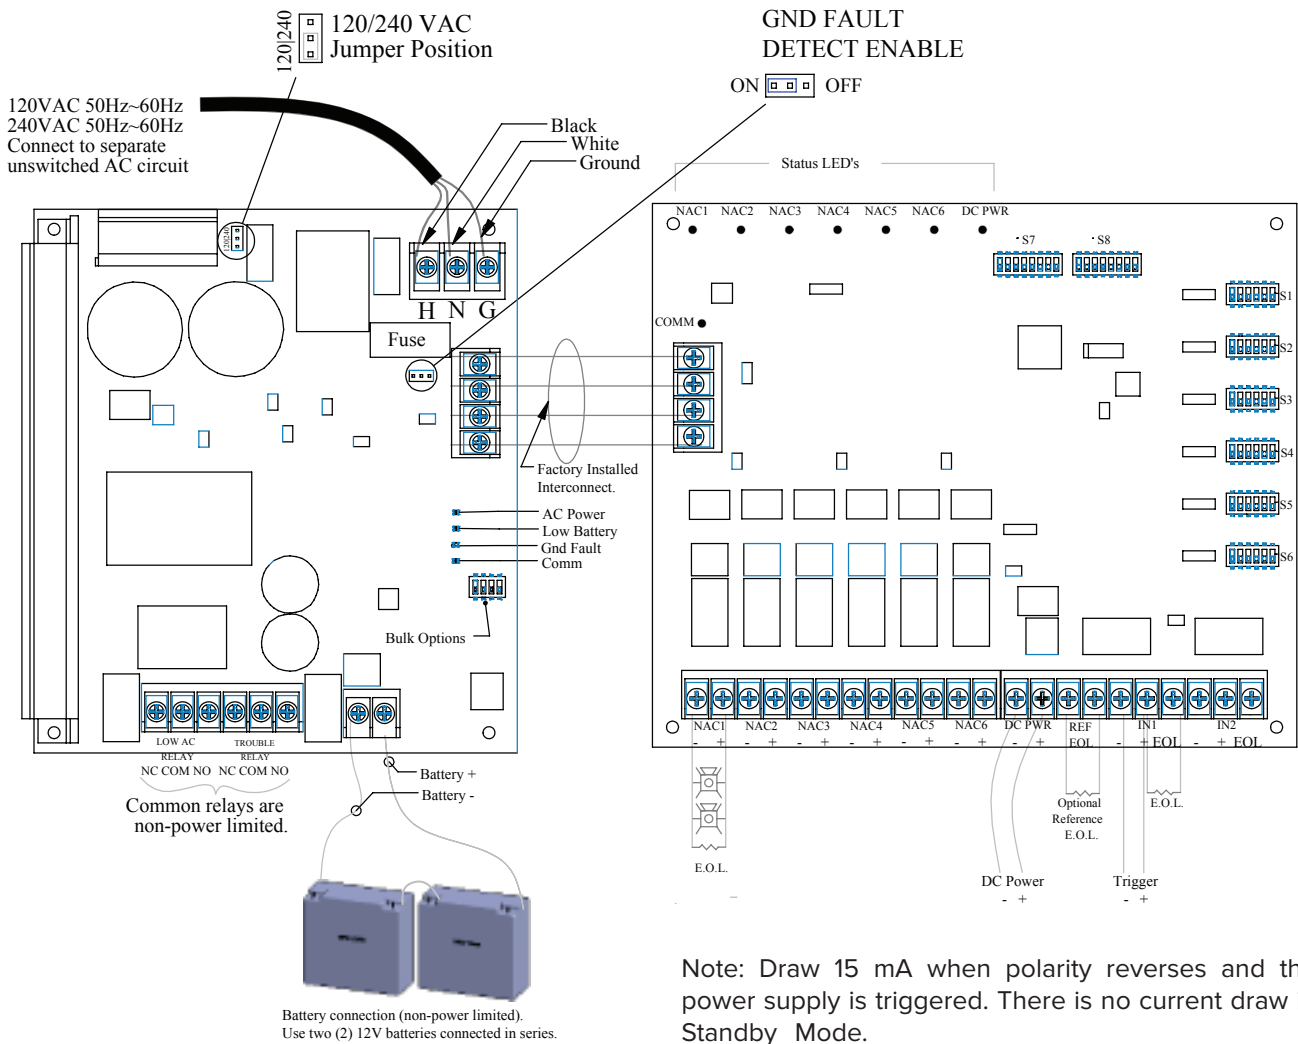 120|240
120/240 VAC
Jumper Position
GND FAULT
DETECT ENABLE
ON OFF
120VAC 50Hz~60Hz
240VAC 50Hz~60Hz
Connect to separate
unswitched AC circuit
Black
White
Ground
Status LED's
NAC1 NAC2 NAC3 NAC4 NAC5 NAC6 DC PWR
120|240
S7 S8
S1
H N G
COMM
Fuse
S2
S3
S4
Factory Installed
Interconnect.
AC Power
Low Battery
Gnd Fault
Comm
S5
S6
Bulk Options
LOW AC
RELAY
NC COM NO
TROUBLE
RELAY
NC COM NO
Common relays are
non-power limited.
Battery +
Battery -
NAC1 NAC2 NAC3 NAC4 NAC5 NAC6 DC PWR REF IN1 IN2
- + - + - + - + - + - + - + EOL - + EOL - + EOL
E.O.L.
Optional
Reference
E.O.L.
E.O.L.
DC Power
- +
Trigger
- +
Battery connection (non-power limited).
Use two (2) 12V batteries connected in series.
Note: Draw 15 mA when polarity reverses and th
power supply is triggered. There is no current draw i
Standby Mode.